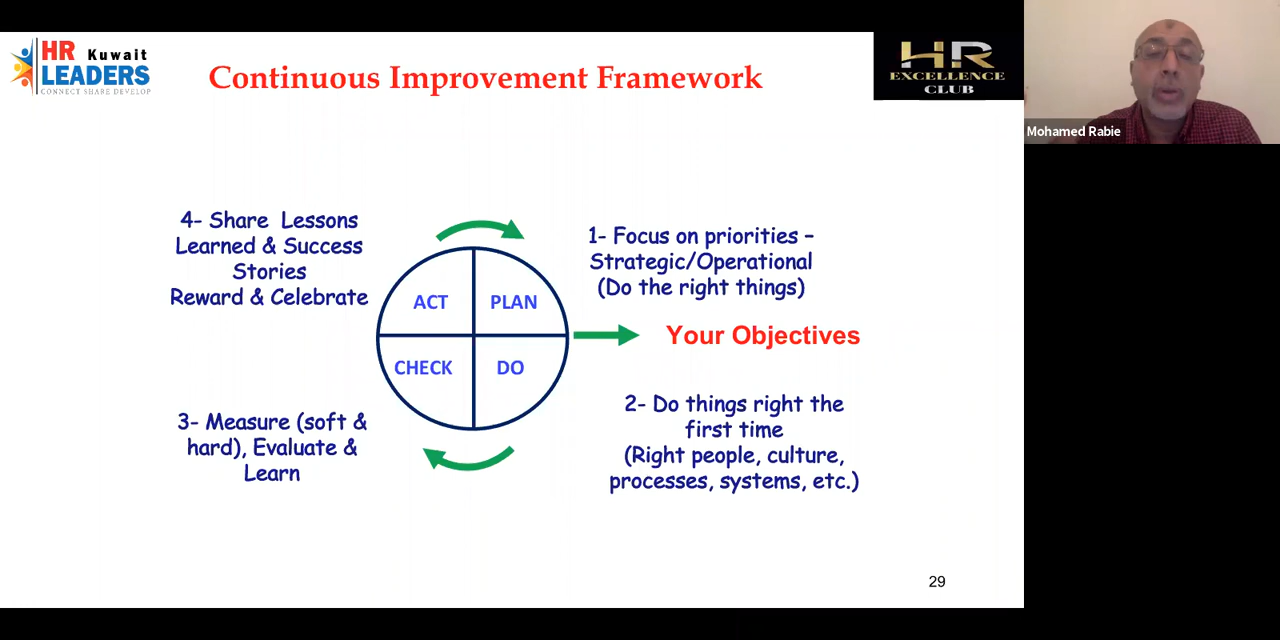 HR Kuwait
LEADERS
CONNECT SHARE DEVELOP
Continuous Improvement Framework
HR
EXCELLENCE
CLUB
Mohamed Rabie
4- Share Lessons
Learned & Success
Stories
Reward & Celebrate
ACT
PLAN
CHECK
DO
1- Focus on priorities –
Strategic/Operational
(Do the right things)
Your Objectives
3- Measure (soft &
hard), Evaluate &
Learn
2- Do things right the
first time
(Right people, culture,
processes, systems, etc.)
29